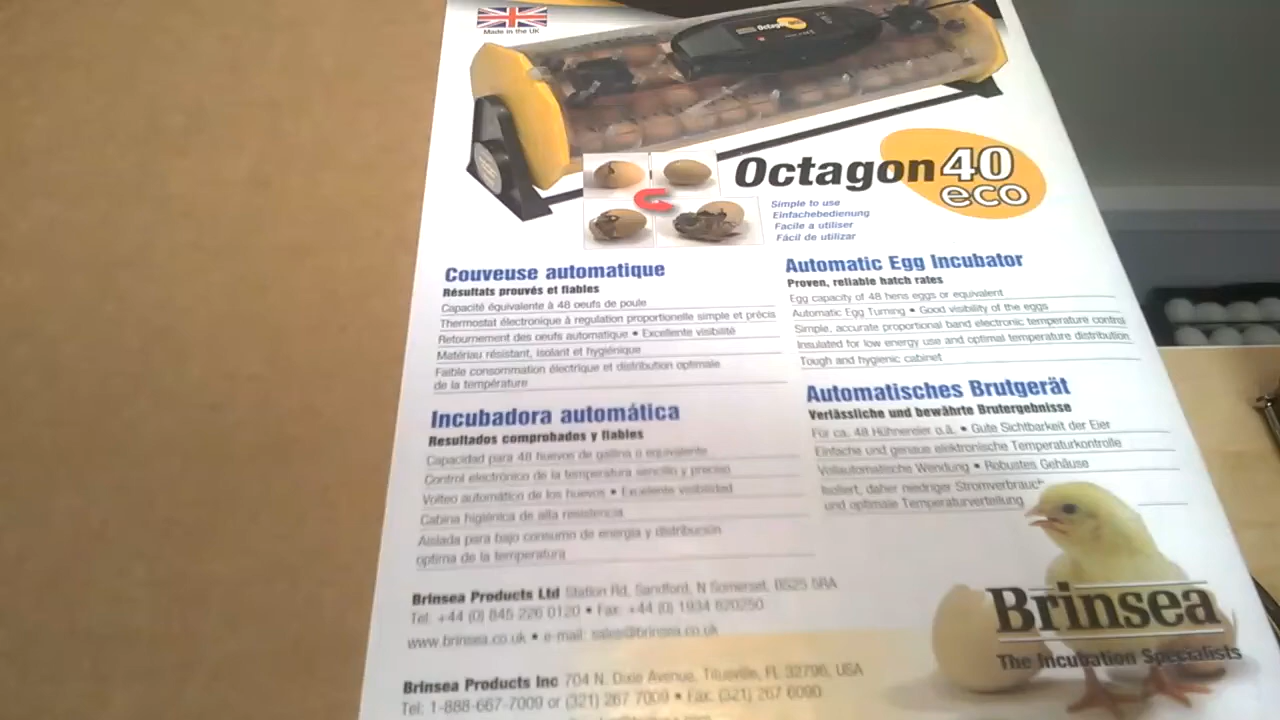 Made in the UK
Octagon
Octagon 40
eco
Simple to use
Einfachebedienung
Facile a utiliser
Fácil de utilizar
Couveuse automatique
Résultats prouvés et fiables
Capacité équivalente à 48 oeufs de poule
Thermostat électronique à regulation proportionelle simple et précis
Retournement des oeufs automatique • Excellente visibilité
Matériau résistant, isolant et hygiénique
Faible consommation électrique et distribution optimale
de la température
Automatic Egg Incubator
Proven, reliable hatch rates
Egg capacity of 48 hens eggs or equivalent
Automatic Egg Turning • Good visibility of the eggs
Simple, accurate proportional band electronic temperature control
Insulated for low energy use and optimal temperature distribution
Tough and hygienic cabinet
Incubadora automática
Resultados comprobados y fiables
Capacidad para 48 huevos de gallina o equivalente
Control electrónico de la temperatura sencillo y preciso
Volteo automático de los huevos • Excelente visibilidad
Cabina higiénica de alta resistencia
Aislada para bajo consumo de energía y distribución
optima de la temperatura
Automatisches Brutgerät
Verlässliche und bewährte Brutergebnisse
Für ca. 48 Hühnereier o.ä. • Gute Sichtbarkeit der Eier
Einfache und genaue elektronische Temperaturkontrolle
Vollautomatische Wendung • Robustes Gehäuse
Isoliert, daher niedriger Stromverbrauch
und optimale Temperaturverteilung
Brinsea Products Ltd Station Rd, Sandford, N Somerset, BS25 5RA
Tel: +44 (0) 845 226 0120 • Fax: +44 (0) 1934 820250
www.brinsea.co.uk • e-mail: sales@brinsea.co.uk
Brinsea Products Inc 704 N. Dixie Avenue, Titusville, FL 32796, USA
Tel: 1-888-667-7009 or (321) 267 7009 • Fax: (321) 267 6090
Brinsea
The Incubation Specialists